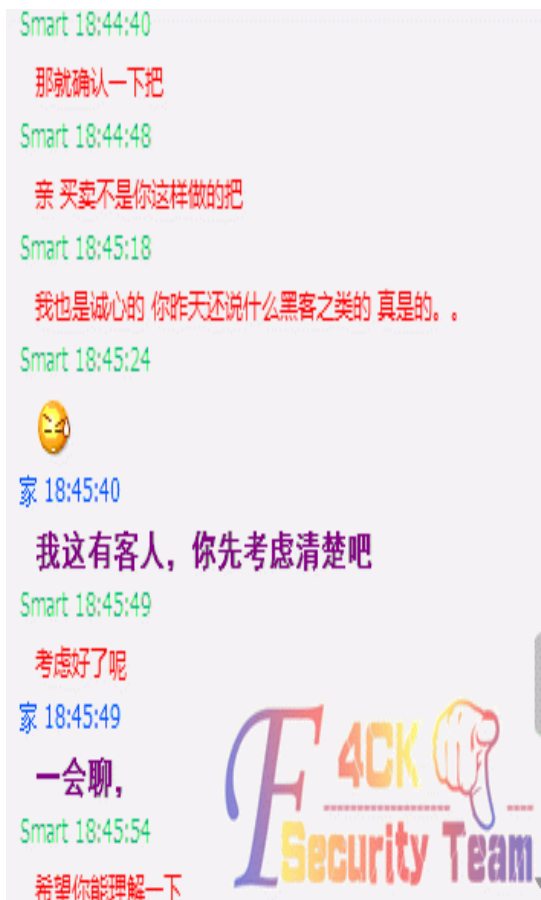 Smart 18:44:40
那就确认一下把
Smart 18:44:48
亲 买卖不是你这样做的把
Smart 18:45:18
我也是诚心的 你昨天还说什么黑客之类的 真是的。。
Smart 18:45:24
家 18:45:40
我这有客人，你先考虑清楚吧
Smart 18:45:49
考虑好了呢
家 18:45:49
一会聊，
Smart 18:45:54
希望你能理解一下
F4CK
Security Team